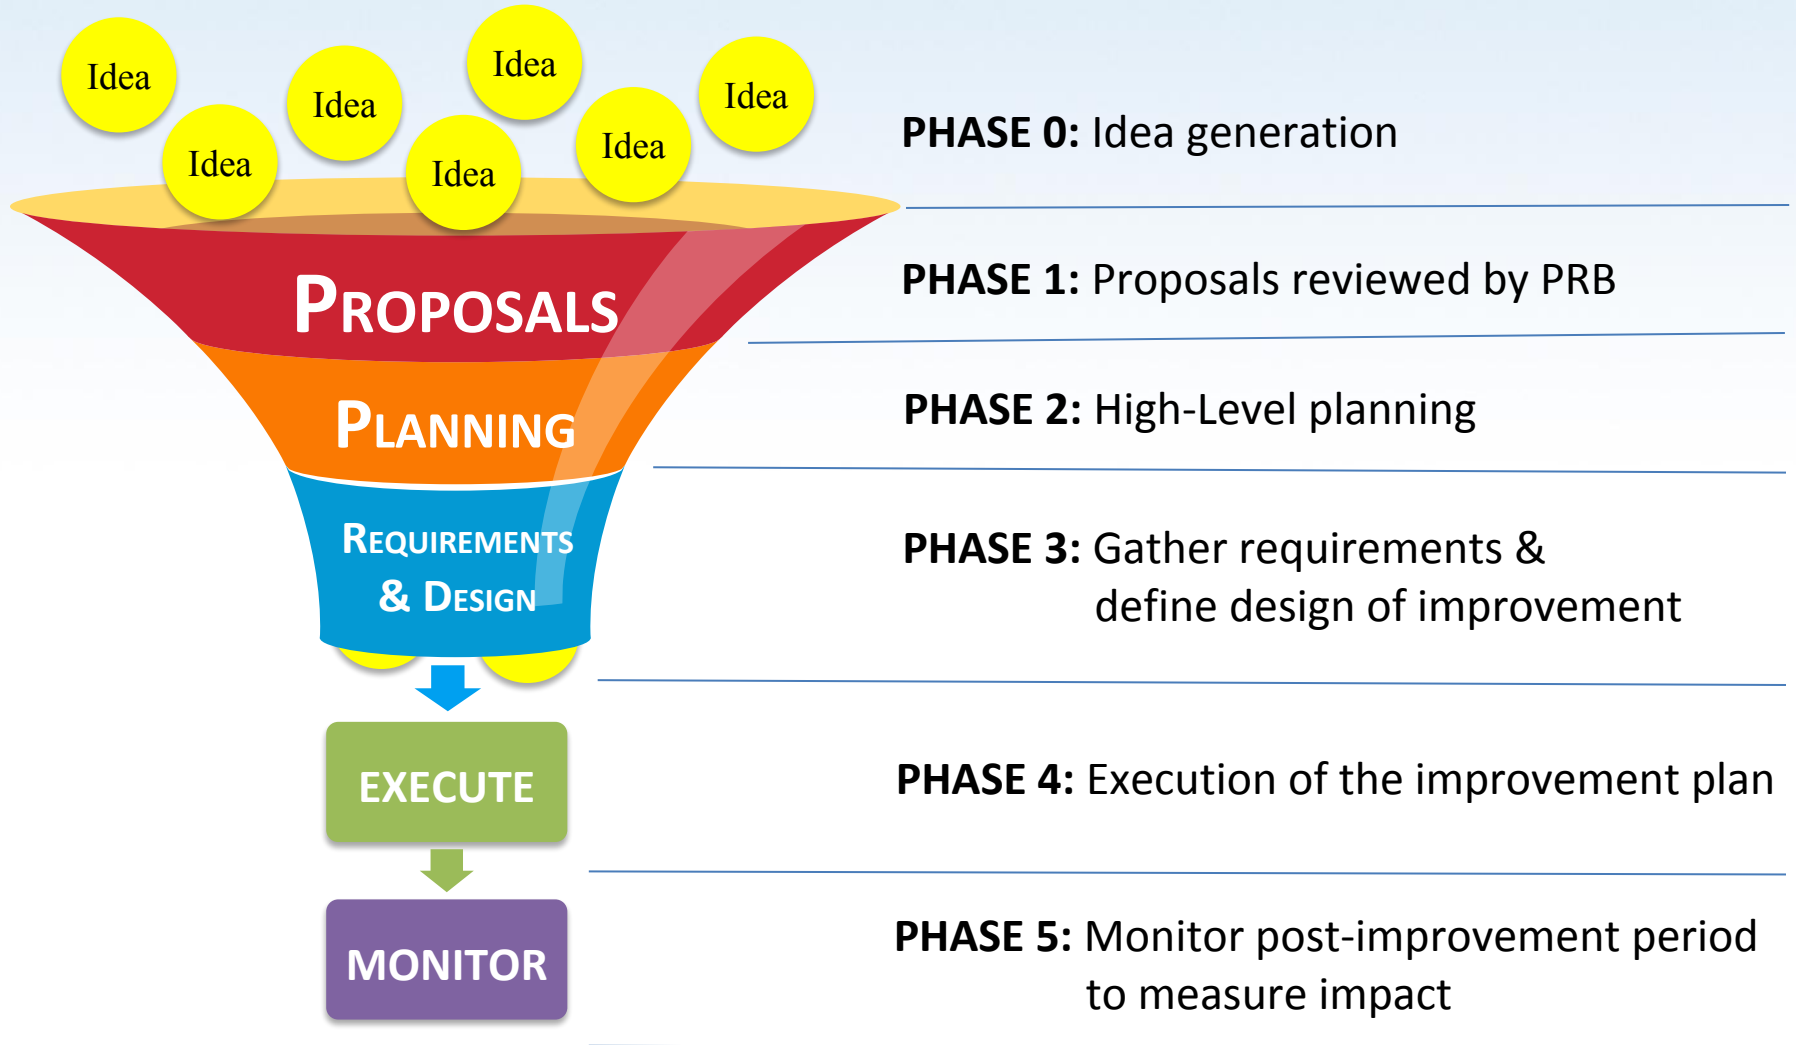 Idea
Idea
Idea
Idea
Idea
Idea
Idea
PHASE 0: Idea generation
PROPOSALS
PHASE 1: Proposals reviewed by PRB
PLANNING
PHASE 2: High-Level planning
REQUIREMENTS
& DESIGN
PHASE 3: Gather requirements &
define design of improvement
EXECUTE
PHASE 4: Execution of the improvement plan
MONITOR
PHASE 5: Monitor post-improvement period
to measure impact